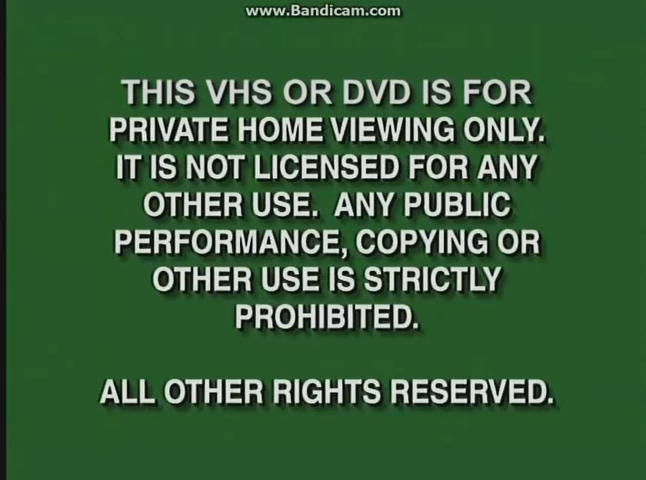 www.Bandicam.com
THIS VHS OR DVD IS FOR
PRIVATE HOME VIEWING ONLY.
IT IS NOT LICENSED FOR ANY
OTHER USE.  ANY PUBLIC
PERFORMANCE, COPYING OR
OTHER USE IS STRICTLY
PROHIBITED.
ALL OTHER RIGHTS RESERVED.